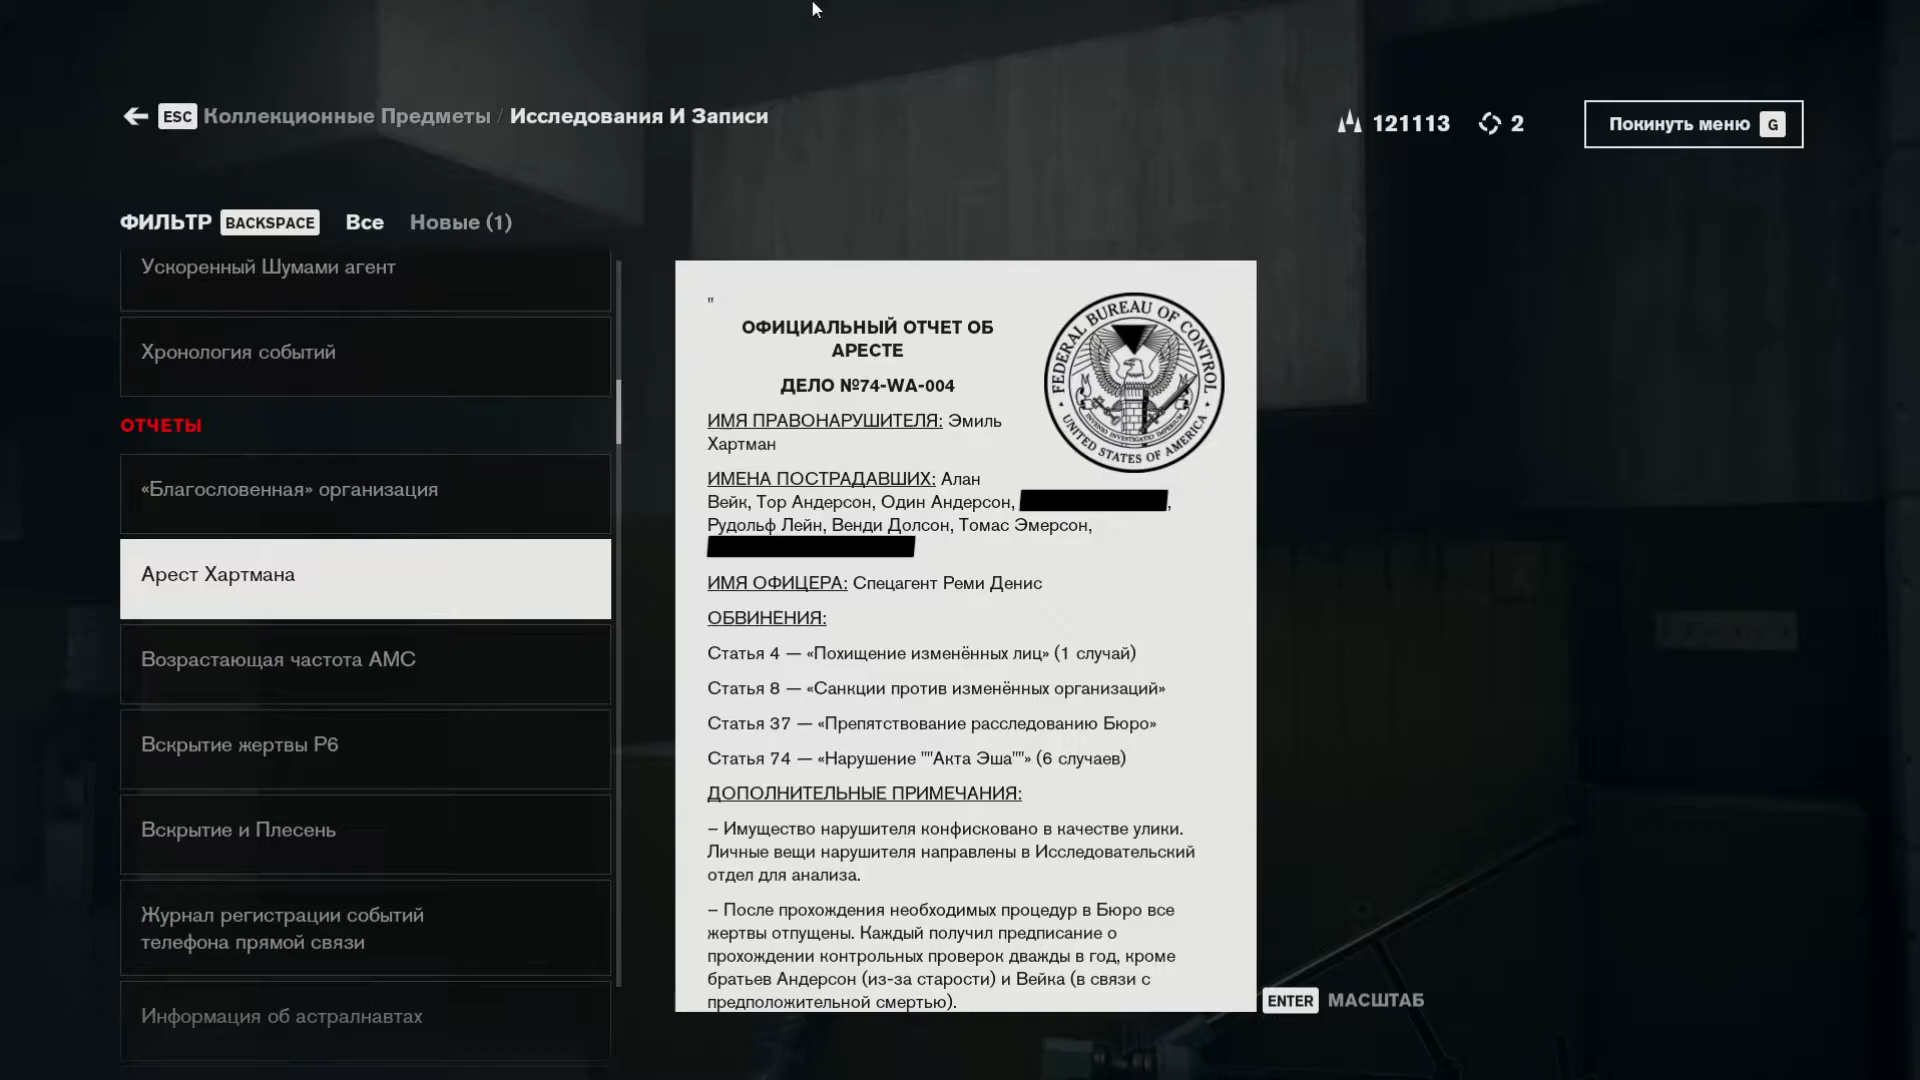 ESC Коллекционные Предметы / Исследования И Записи
121113 2
Покинуть меню G
ФИЛЬТР BACKSPACE Все Новые (1)
Ускоренный Шумами агент
Хронология событий
ОТЧЕТЫ
«Благословенная» организация
Арест Хартмана
Возрастающая частота АМС
Вскрытие жертвы P6
Вскрытие и Плесень
Журнал регистрации событий
телефона прямой связи
Информация об астралнавтах
"
ОФИЦИАЛЬНЫЙ ОТЧЕТ ОБ
АРЕСТЕ
ДЕЛО №74-WA-004
FEDERAL BUREAU OF CONTROL
INVENIO INVESTIGATIO IMPERIUM
UNITED STATES OF AMERICA
ИМЯ ПРАВОНАРУШИТЕЛЯ: Эмиль
Хартман
ИМЕНА ПОСТРАДАВШИХ: Алан
Вейк, Тор Андерсон, Один Андерсон, ,
Рудольф Лейн, Венди Долсон, Томас Эмерсон,
ИМЯ ОФИЦЕРА: Спецагент Реми Денис
ОБВИНЕНИЯ:
Статья 4 — «Похищение изменённых лиц» (1 случай)
Статья 8 — «Санкции против изменённых организаций»
Статья 37 — «Препятствование расследованию Бюро»
Статья 74 — «Нарушение ""Акта Эша""» (6 случаев)
ДОПОЛНИТЕЛЬНЫЕ ПРИМЕЧАНИЯ:
– Имущество нарушителя конфисковано в качестве улики.
Личные вещи нарушителя направлены в Исследовательский
отдел для анализа.
– После прохождения необходимых процедур в Бюро все
жертвы отпущены. Каждый получил предписание о
прохождении контрольных проверок дважды в год, кроме
братьев Андерсон (из-за старости) и Вейка (в связи с
предположительной смертью).
ENTER МАСШТАБ